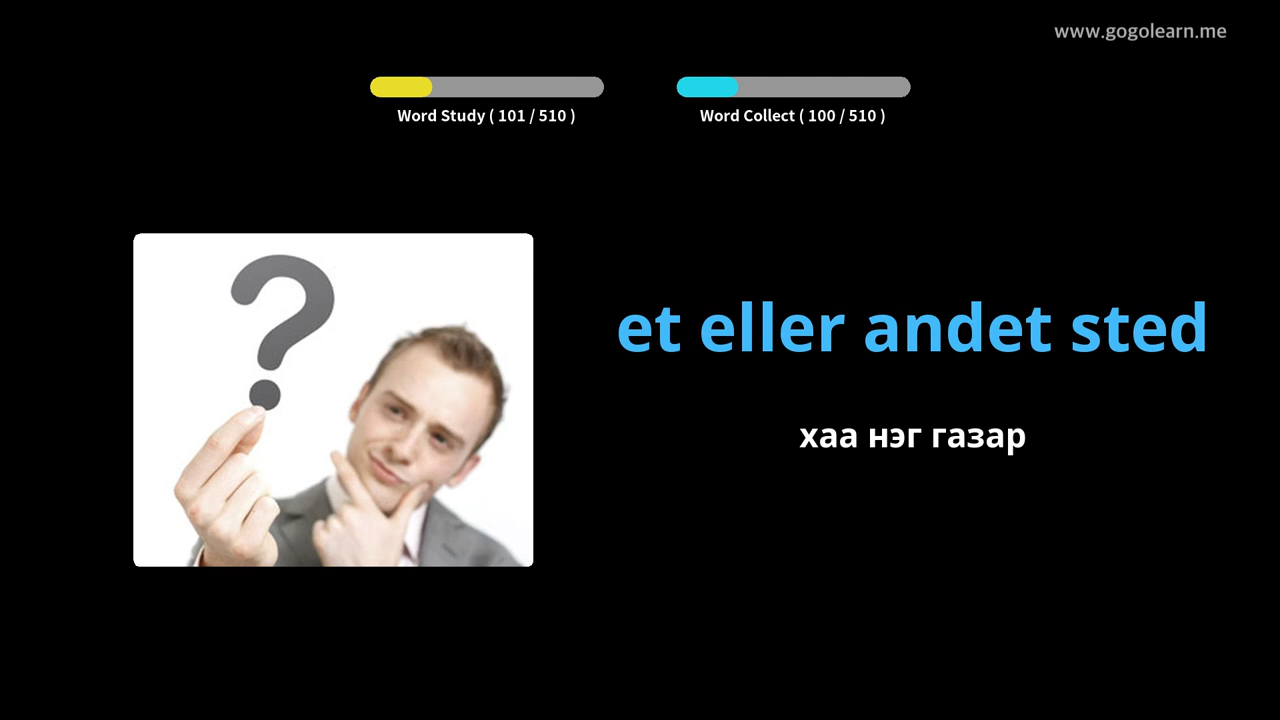 www.gogolearn.me
Word Study ( 101 / 510 )
Word Collect ( 100 / 510 )
et eller andet sted
хаа нэг газар